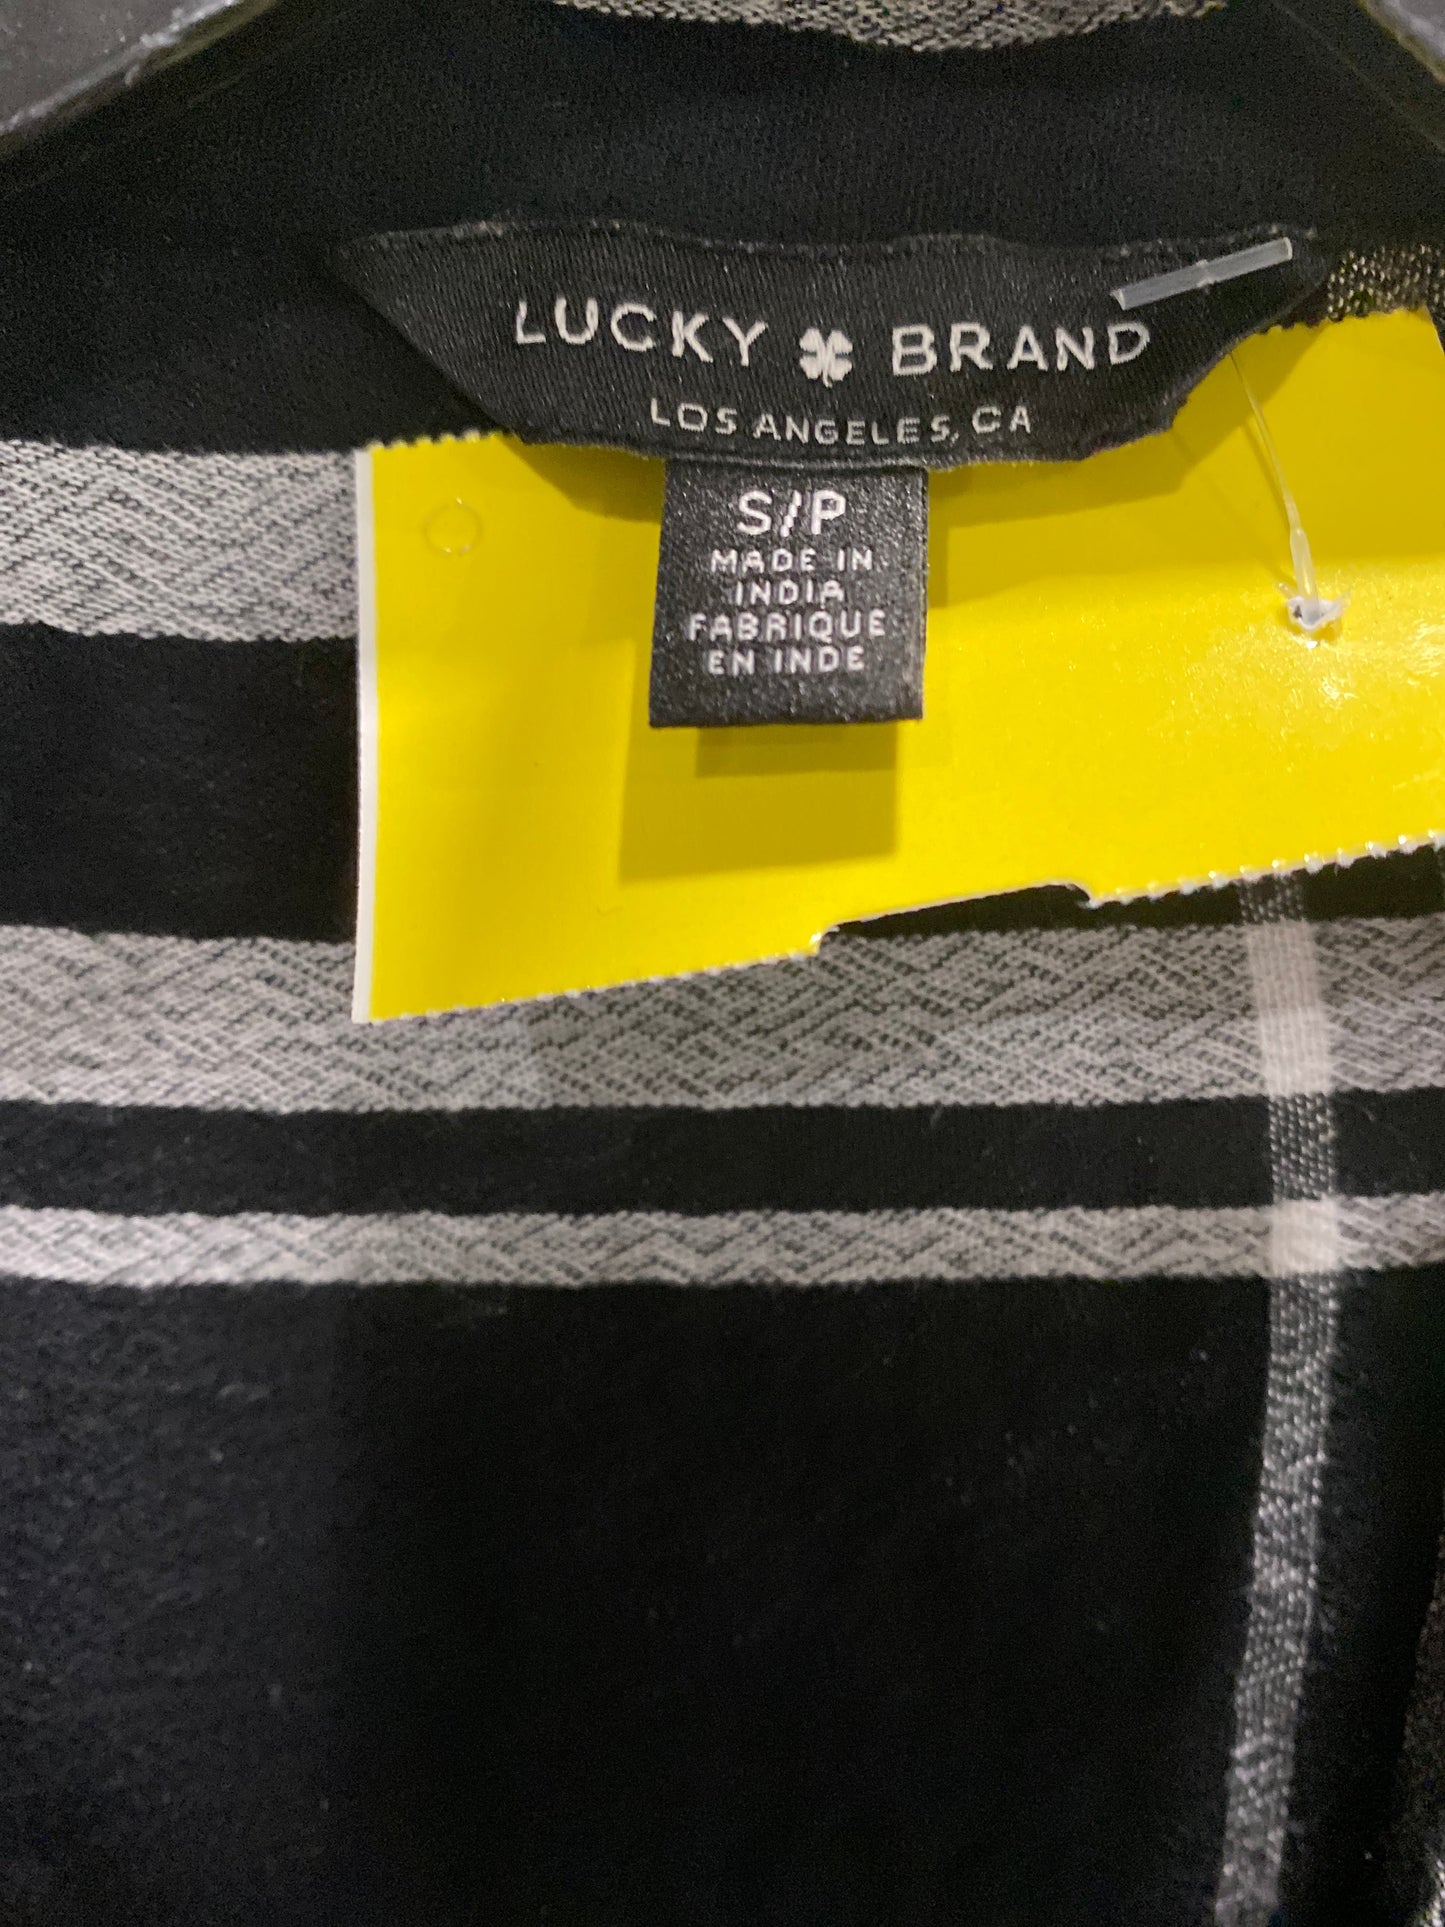 LUCKY BRAND
LOS ANGELES, CA
S/P
MADE IN
INDIA
FABRIQUE
EN INDE